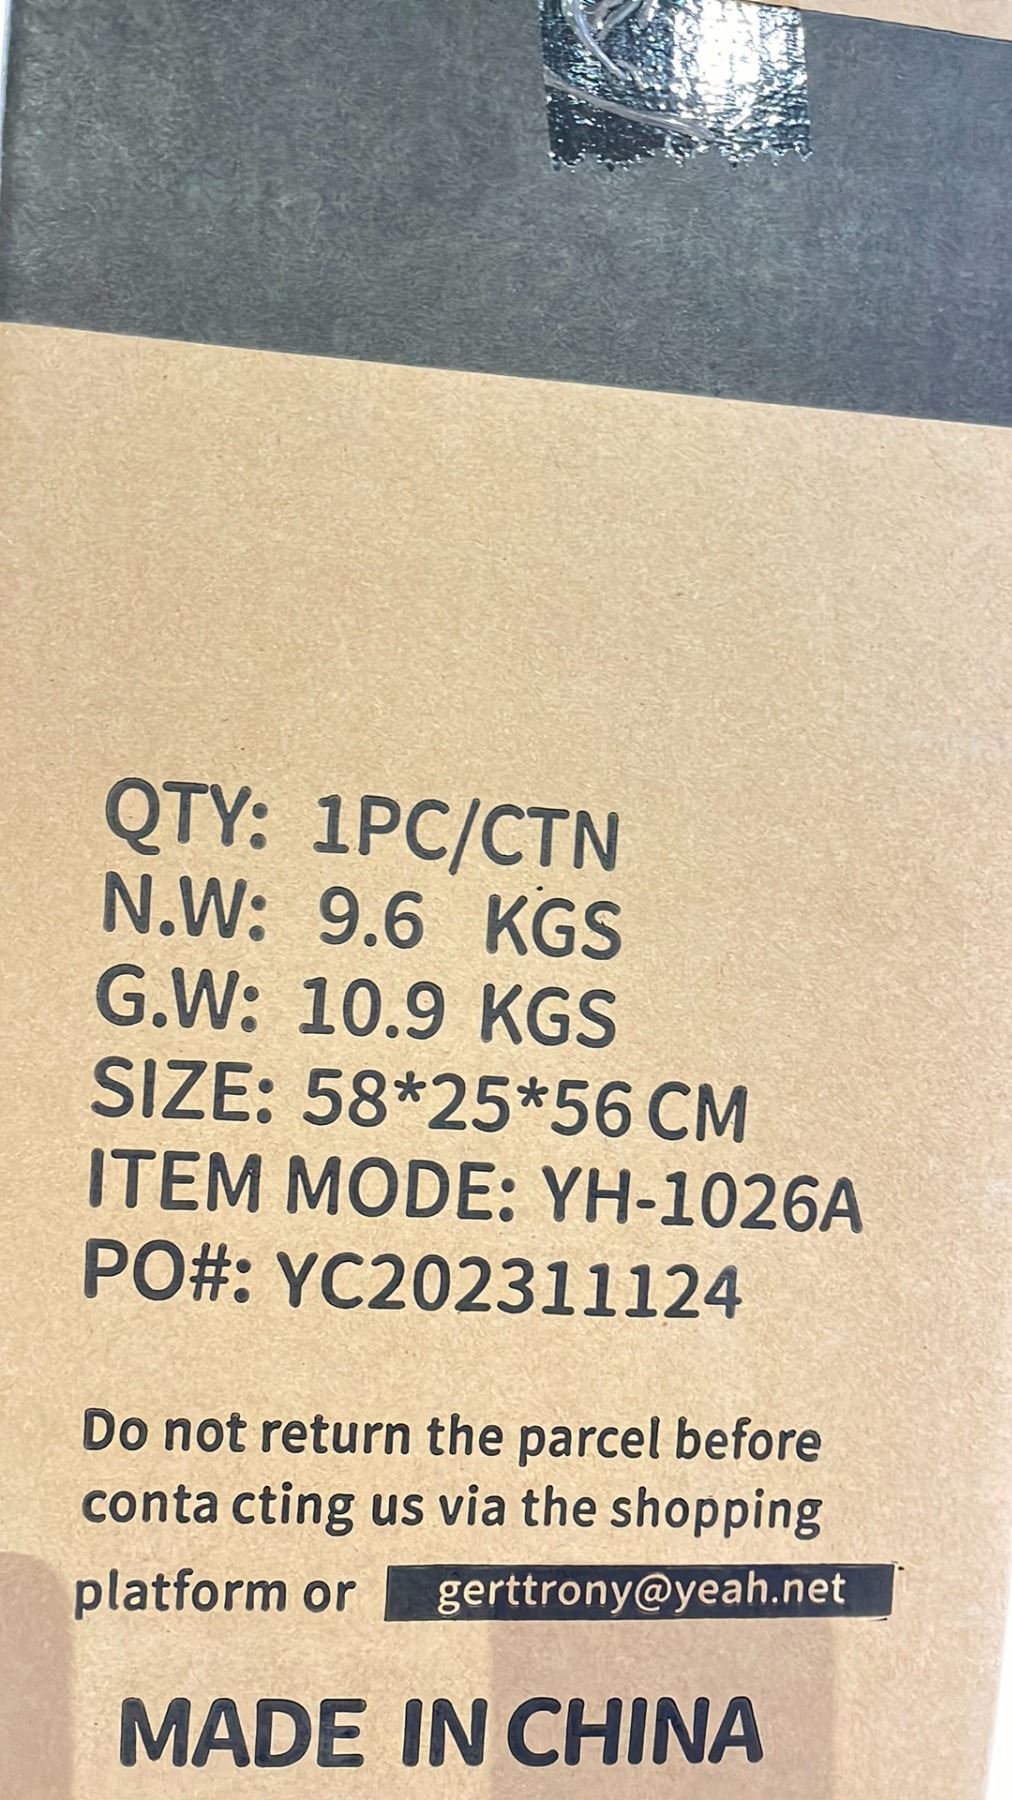 QTY: 1PC/CTN
N.W: 9.6 KGS
G.W: 10.9 KGS
SIZE: 58*25*56 CM
ITEM MODE: YH-1026A
PO#: YC202311124
Do not return the parcel before
conta cting us via the shopping
platform or gerttrony@yeah.net
MADE IN CHINA